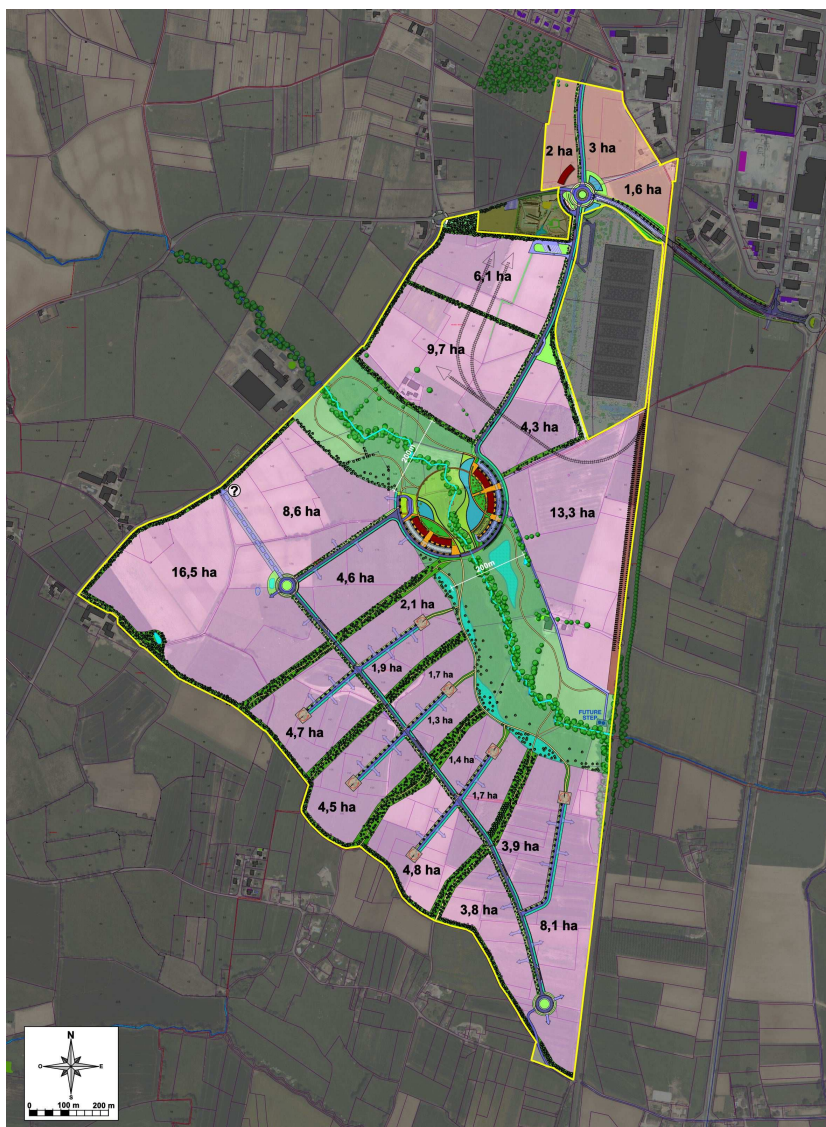 2 ha
3 ha
1,6 ha
6,1 ha
9,7 ha
4,3 ha
200m
8,6 ha
13,3 ha
?
16,5 ha
4,6 ha
200m
2,1 ha
1,9 ha
1,7 ha
1,3 ha
4,7 ha
FUTURE
STEP
1,4 ha
1,7 ha
4,5 ha
3,9 ha
4,8 ha
3,8 ha
8,1 ha
N
O
E
S
0 100 m 200 m